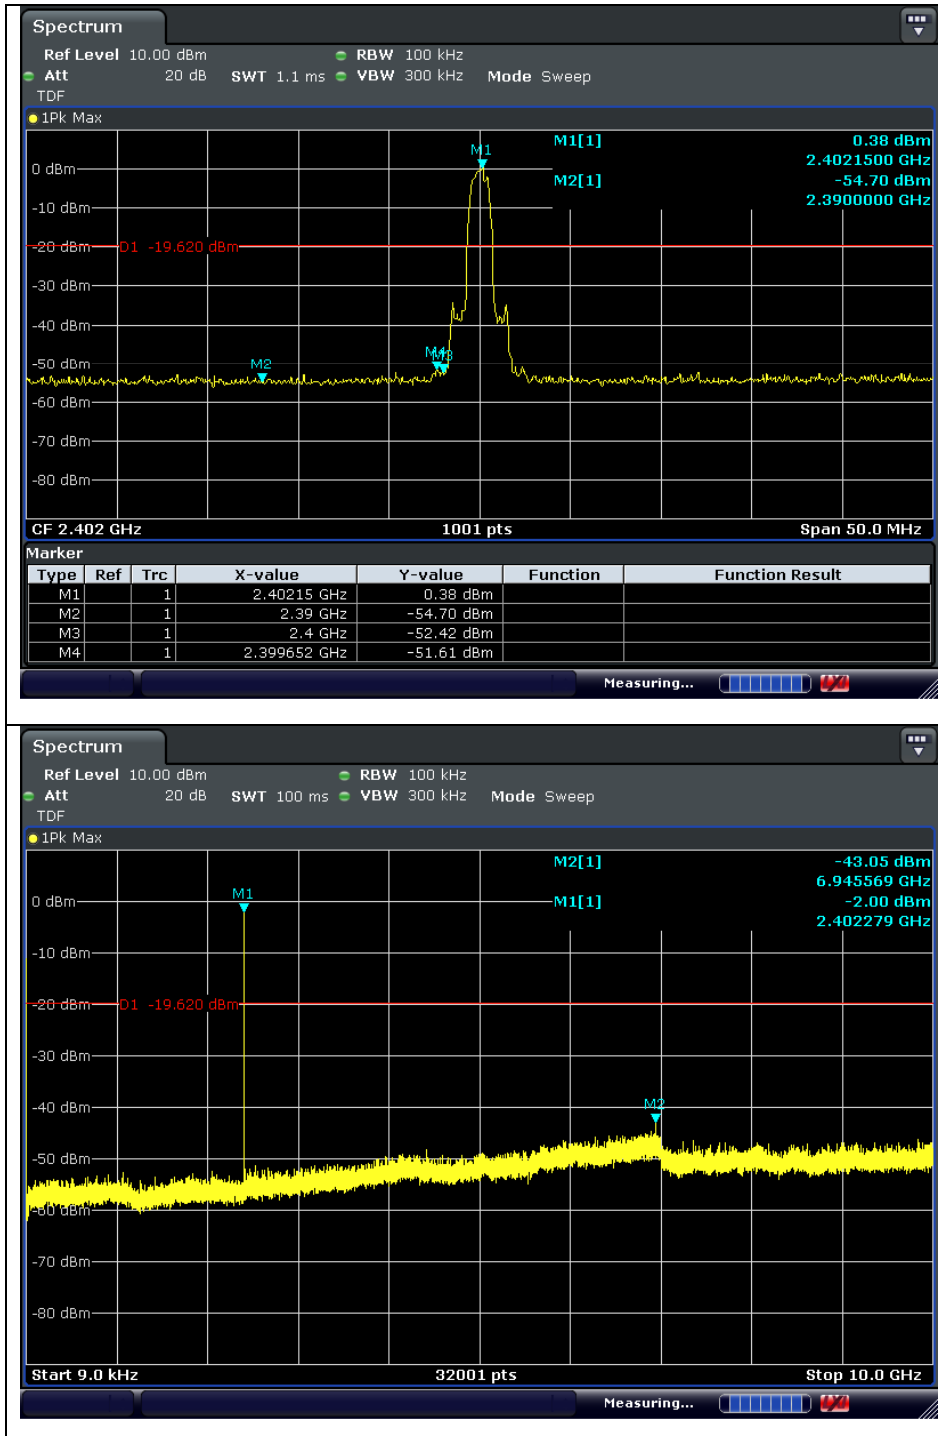 Spectrum
Ref Level 10.00 dBm RBW 100 kHz
Att 20 dB SWT 1.1 ms VBW 300 kHz Mode Sweep
TDF
1Pk Max
M1[1] 0.38 dBm
2.4021500 GHz
M2[1] -54.70 dBm
2.3900000 GHz
M1
0 dBm
-10 dBm
-20 dBm D1 -19.620 dBm
-30 dBm
-40 dBm
M4 M3
-50 dBm M2
-60 dBm
-70 dBm
-80 dBm
CF 2.402 GHz 1001 pts Span 50.0 MHz
Marker
Type Ref Trc X-value Y-value Function Function Result
M1 1 2.40215 GHz 0.38 dBm
M2 1 2.39 GHz -54.70 dBm
M3 1 2.4 GHz -52.42 dBm
M4 1 2.399652 GHz -51.61 dBm
Measuring...
Spectrum
Ref Level 10.00 dBm RBW 100 kHz
Att 20 dB SWT 100 ms VBW 300 kHz Mode Sweep
TDF
1Pk Max
M2[1] -43.05 dBm
6.945569 GHz
M1[1] -2.00 dBm
2.402279 GHz
M1
0 dBm
-10 dBm
-20 dBm D1 -19.620 dBm
-30 dBm
-40 dBm M2
-50 dBm
-60 dBm
-70 dBm
-80 dBm
Start 9.0 kHz 32001 pts Stop 10.0 GHz
Measuring...